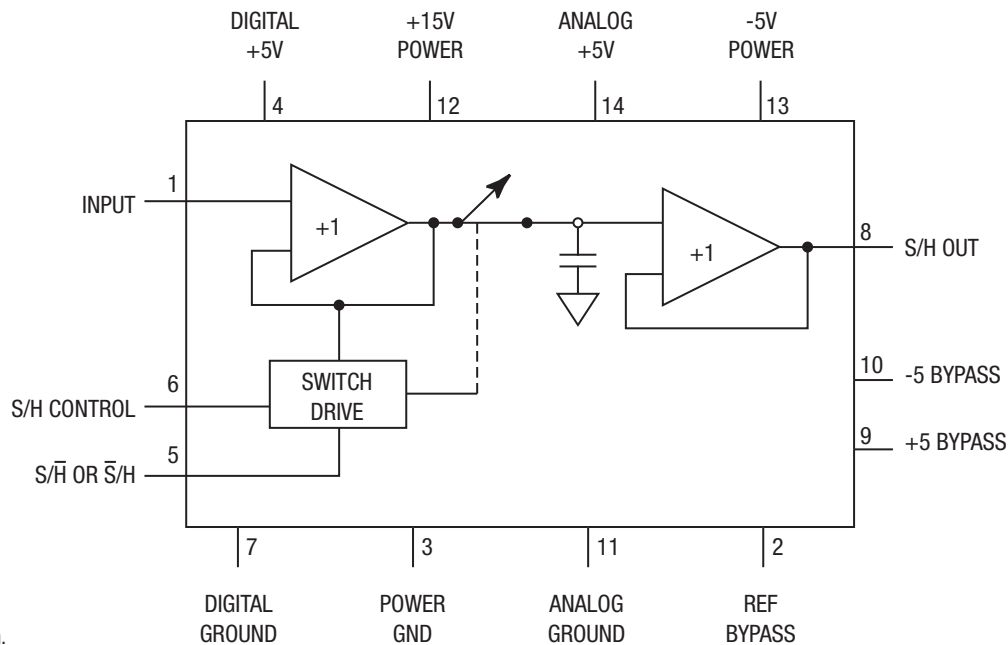 DIGITAL
+5V
+15V
POWER
ANALOG
+5V
-5V
POWER
4
12
14
13
1
INPUT
+1
+1
8
S/H OUT
10
-5 BYPASS
9
+5 BYPASS
SWITCH
DRIVE
6
S/H CONTROL
5
S/H̅ OR S̅/H
7
3
11
2
DIGITAL
GROUND
POWER
GND
ANALOG
GROUND
REF
BYPASS